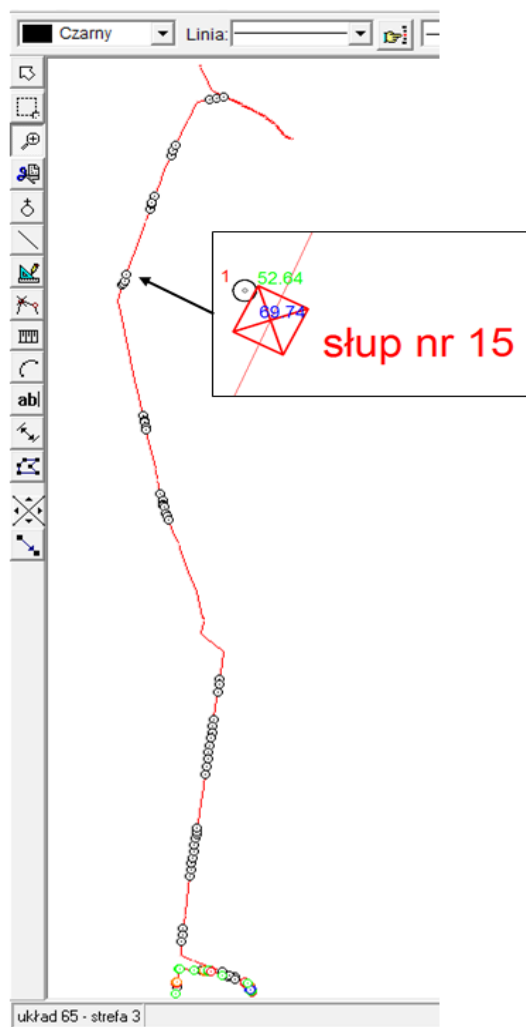 Czarny Linia:
1
52.64
69.74
słup nr 15
ab|
układ 65 - strefa 3